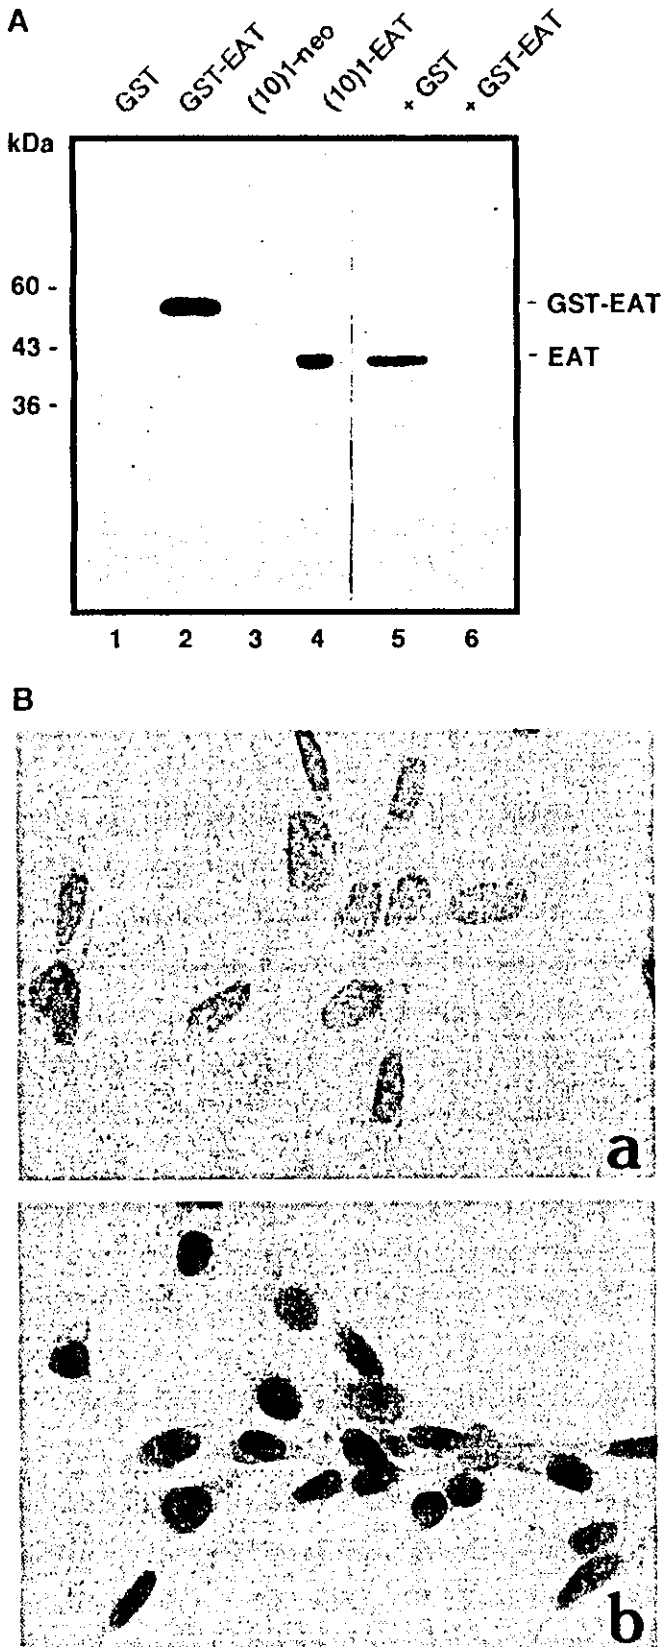 A
GST
GST-EAT
(10)1-neo
(10)1-EAT
+ GST
+ GST-EAT
kDa
60 -
- GST-EAT
43 -
- EAT
36 -
1 2 3 4 5 6
B
a
b